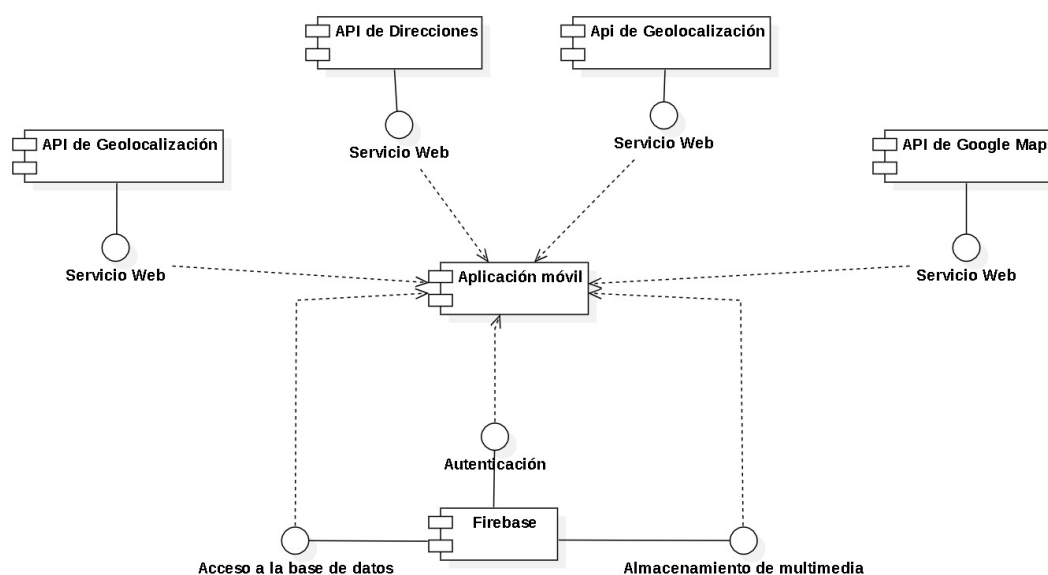 API de Direcciones
Api de Geolocalización
Servicio Web
Servicio Web
API de Geolocalización
API de Google Maps
Servicio Web
Servicio Web
Aplicación móvil
Autenticación
Firebase
Acceso a la base de datos
Almacenamiento de multimedia